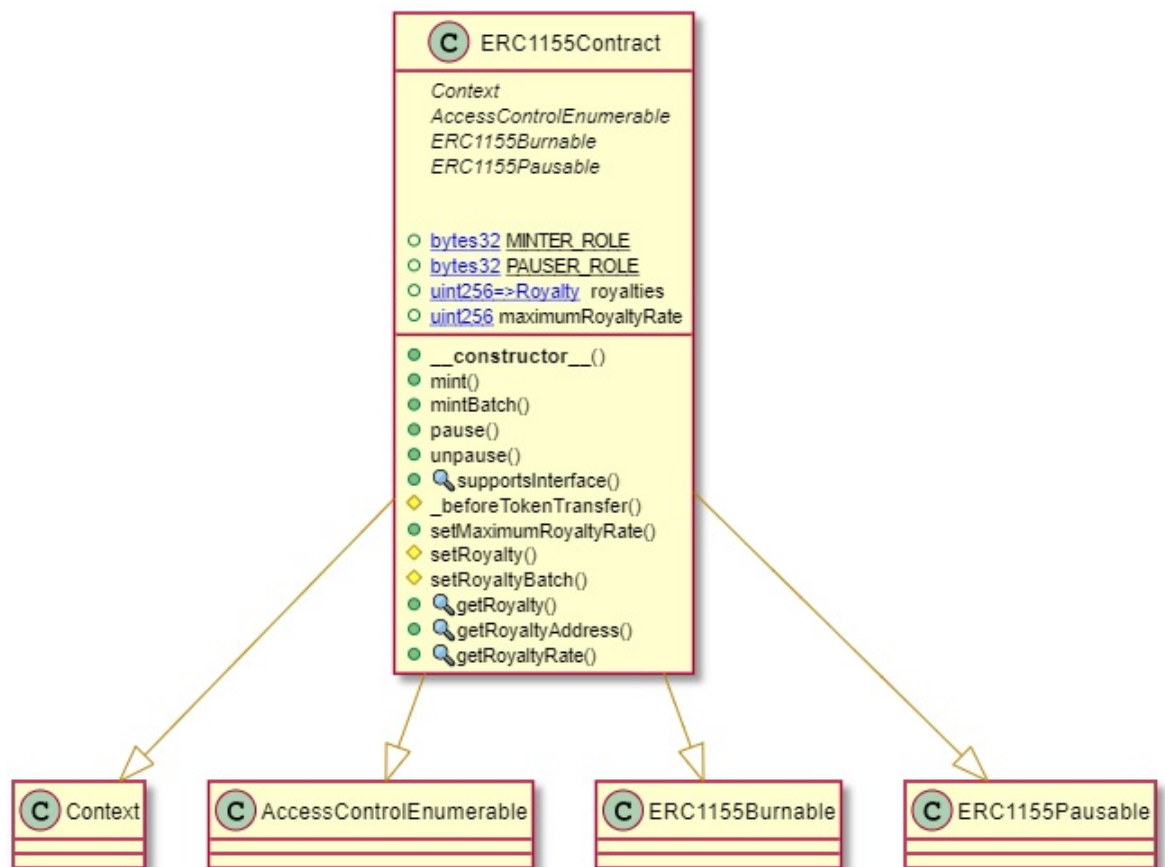 C ERC1155Contract
Context
AccessControlEnumerable
ERC1155Burnable
ERC1155Pausable
bytes32 MINTER_ROLE
bytes32 PAUSER_ROLE
uint256=>Royalty royalties
uint256 maximumRoyaltyRate
__constructor__()
mint()
mintBatch()
pause()
unpause()
supportsInterface()
_beforeTokenTransfer()
setMaximumRoyaltyRate()
setRoyalty()
setRoyaltyBatch()
getRoyalty()
getRoyaltyAddress()
getRoyaltyRate()
C Context
C AccessControlEnumerable
C ERC1155Burnable
C ERC1155Pausable